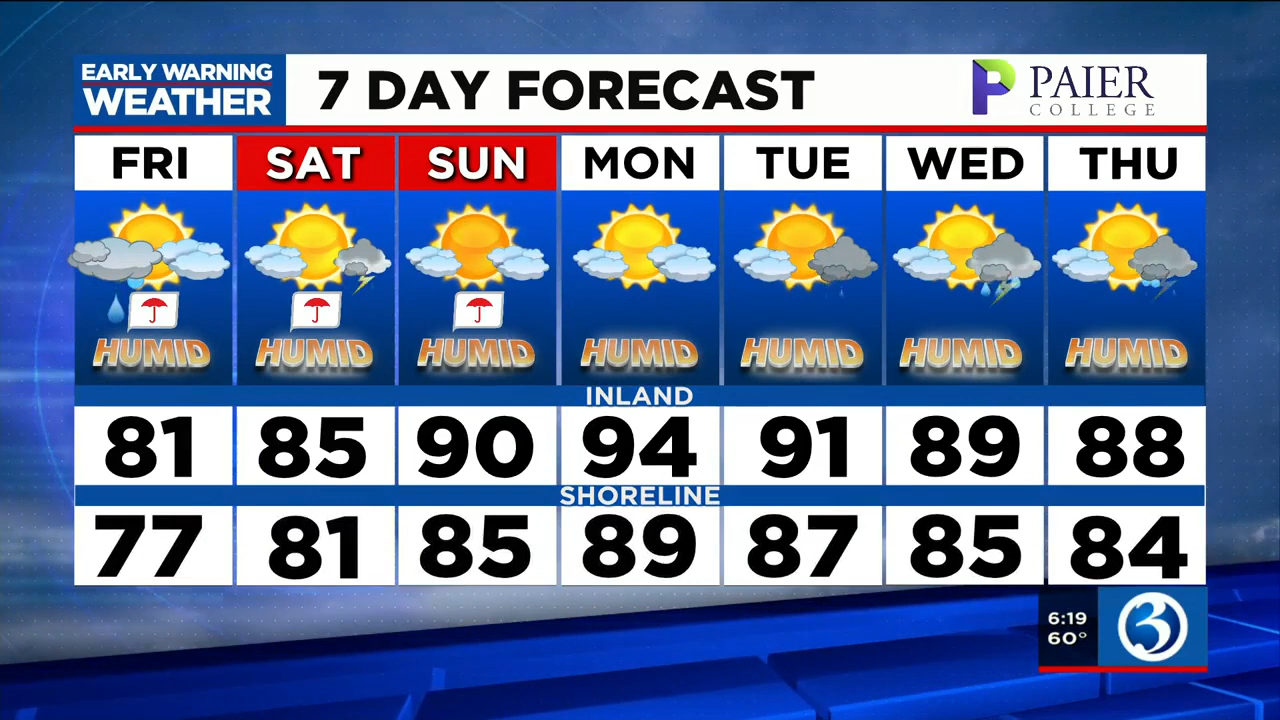 EARLY WARNING
WEATHER
7 DAY FORECAST
PAIER
COLLEGE
FRI SAT SUN MON TUE WED THU
HUMID HUMID HUMID HUMID HUMID HUMID HUMID
INLAND
81 85 90 94 91 89 88
SHORELINE
77 81 85 89 87 85 84
6:19
60°
3